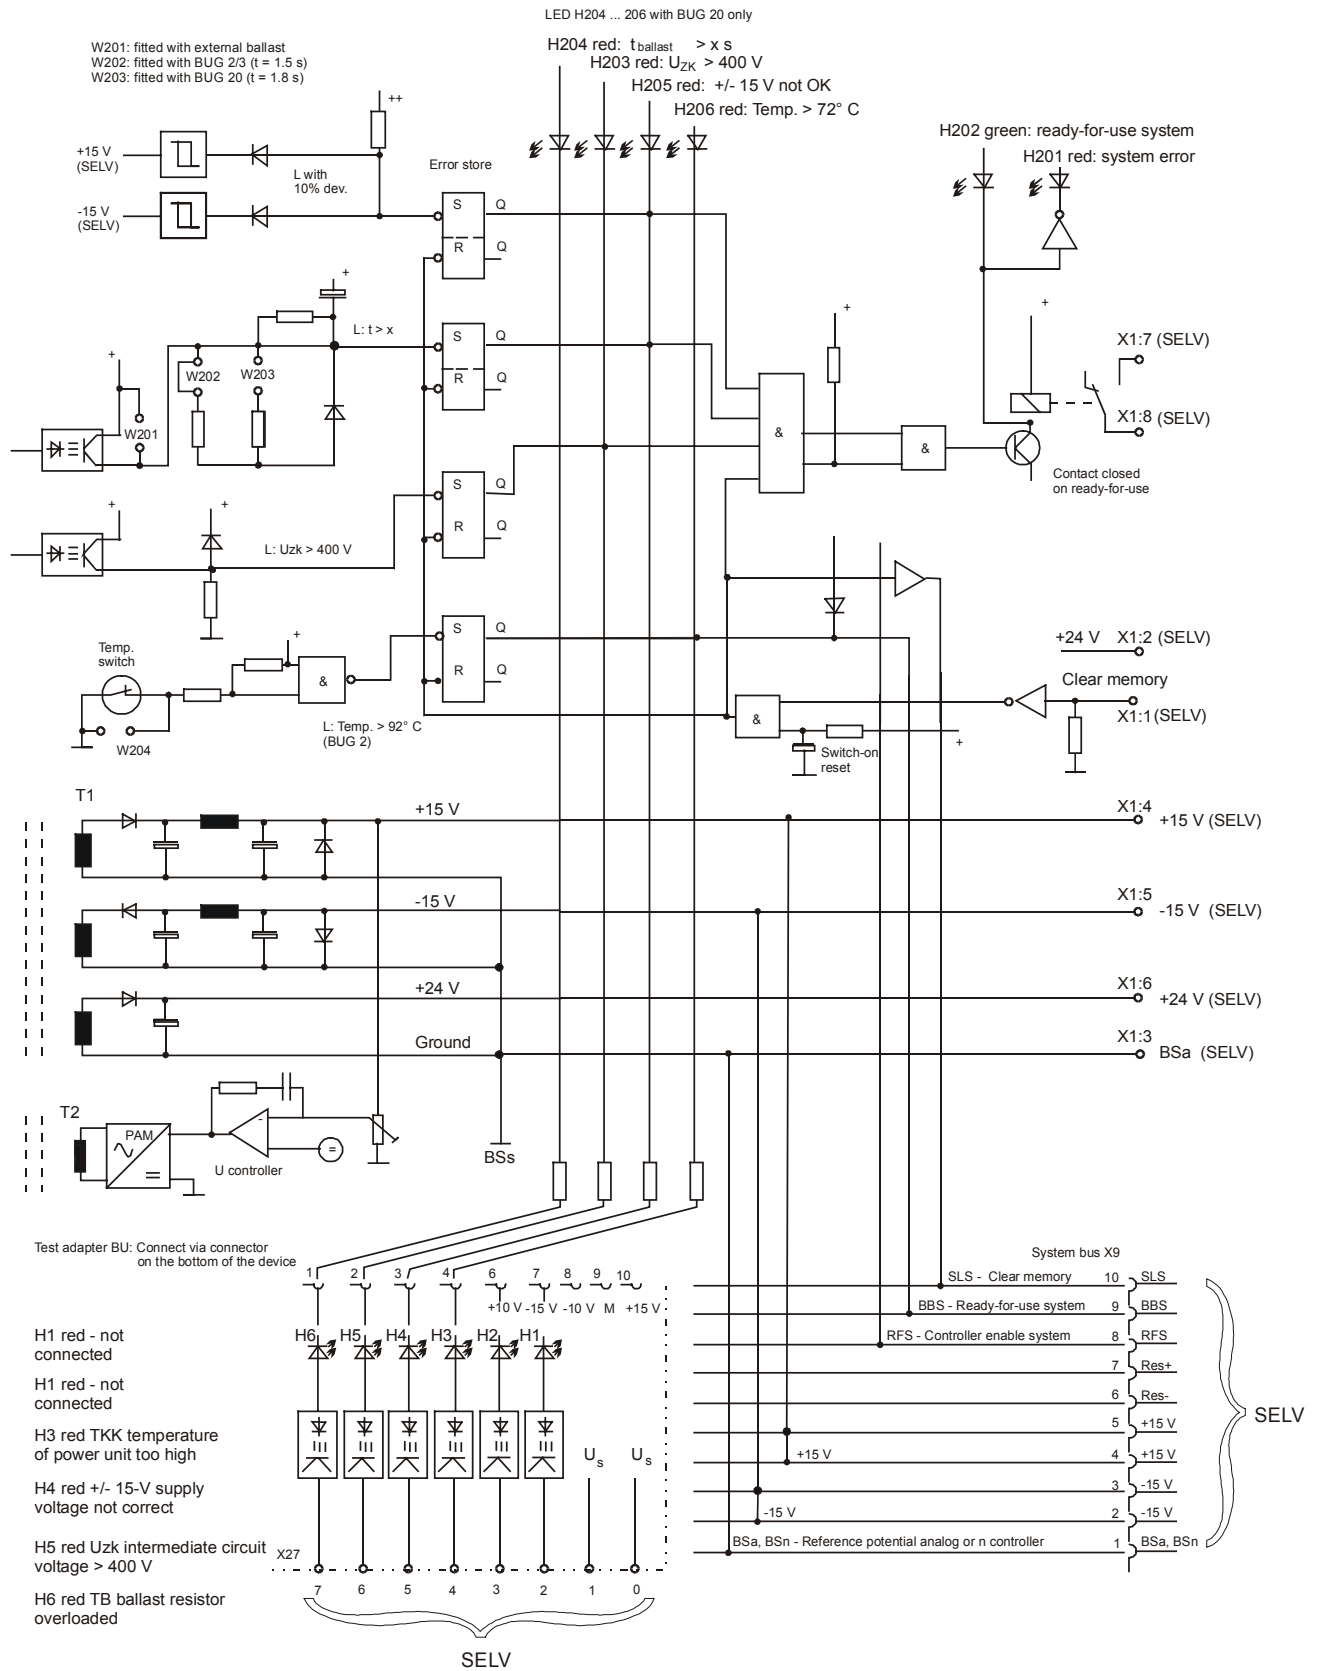 LED H204 ... 206 with BUG 20 only
W201: fitted with external ballast
W202: fitted with BUG 2/3 (t = 1.5 s)
W203: fitted with BUG 20 (t = 1.8 s)
H204 red: t ballast > x s
H203 red: UZK > 400 V
H205 red: +/- 15 V not OK
H206 red: Temp. > 72° C
H202 green: ready-for-use system
H201 red: system error
++
+15 V
(SELV)
L with
10% dev.
-15 V
(SELV)
Error store
S
Q
R
Q
+
L: t > x
S
Q
R
Q
+
W202
W203
W201
+
+
X1:7 (SELV)
X1:8 (SELV)
&
&
Contact closed
on ready-for-use
+
+
L: Uzk > 400 V
S
Q
R
Q
Temp.
switch
+
&
W204
L: Temp. > 92° C
(BUG 2)
S
Q
R
Q
+24 V
X1:2 (SELV)
Clear memory
X1:1 (SELV)
&
Switch-on
reset
+
T1
+15 V
X1:4
+15 V (SELV)
-15 V
X1:5
-15 V (SELV)
+24 V
X1:6
+24 V (SELV)
Ground
X1:3
BSa (SELV)
T2
PAM
-
=
U controller
BSs
Test adapter BU: Connect via connector
on the bottom of the device
1
2
3
4
6
7
8
9
10
+10 V
-15 V
-10 V
M
+15 V
H6
H5
H4
H3
H2
H1
H1 red - not
connected
H1 red - not
connected
H3 red TKK temperature
of power unit too high
H4 red +/- 15-V supply
voltage not correct
H5 red Uzk intermediate circuit
voltage > 400 V
H6 red TB ballast resistor
overloaded
Us
Us
X27
7
6
5
4
3
2
1
0
SELV
System bus X9
SLS - Clear memory
10
SLS
BBS - Ready-for-use system
9
BBS
RFS - Controller enable system
8
RFS
7
Res+
6
Res-
5
+15 V
+15 V
4
+15 V
3
-15 V
-15 V
2
-15 V
BSa, BSn - Reference potential analog or n controller
1
BSa, BSn
SELV